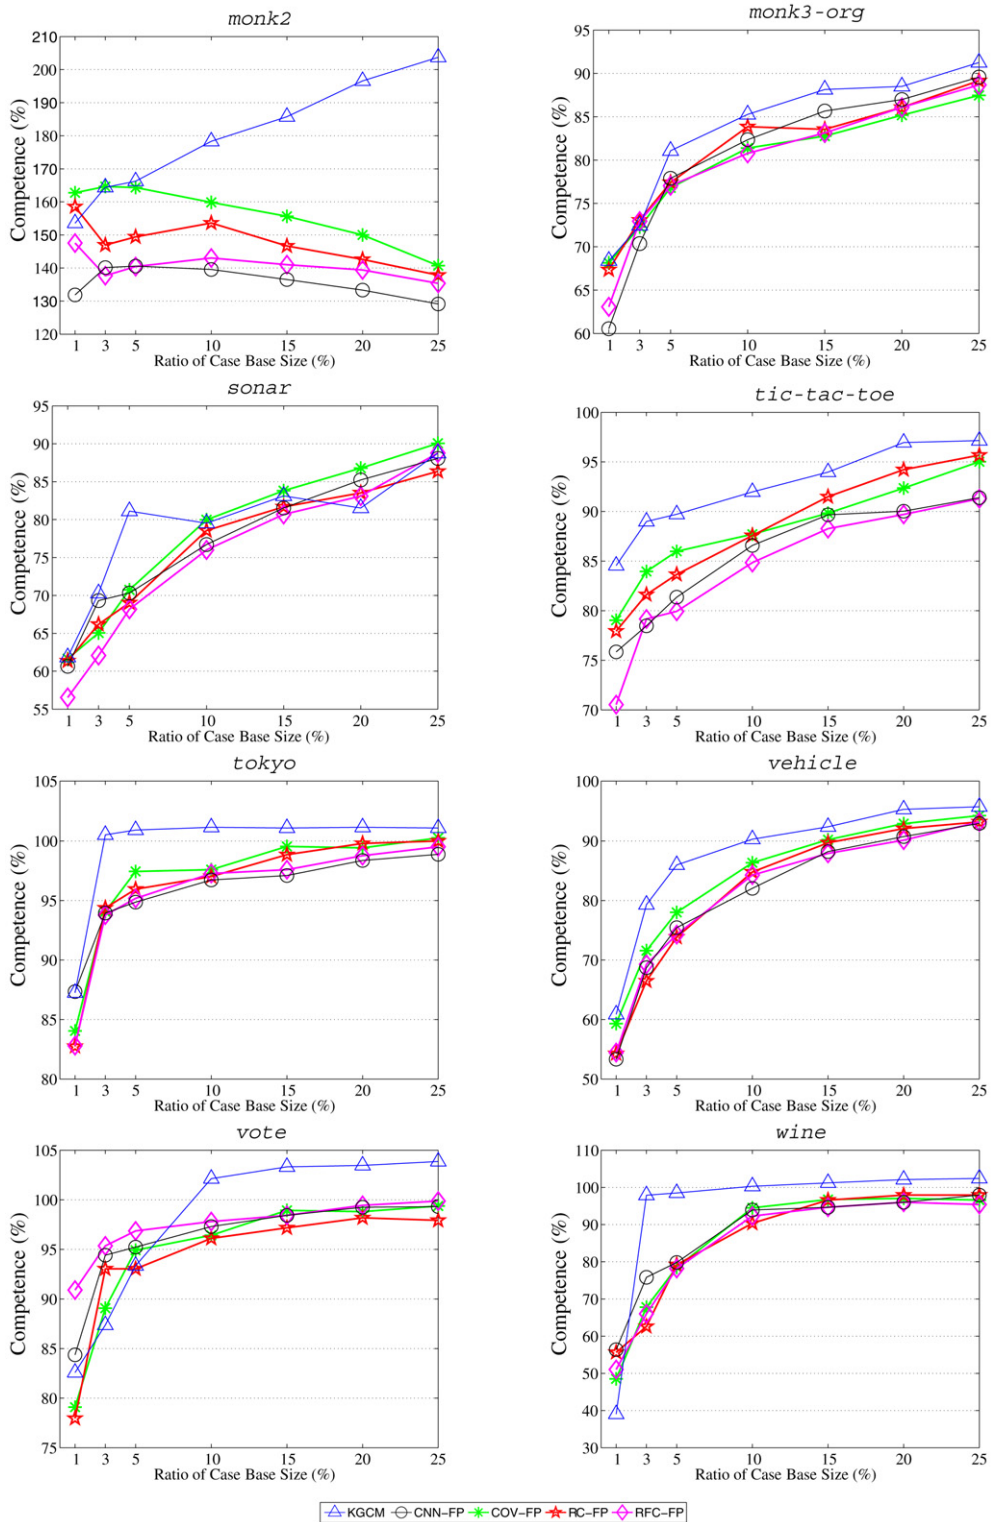 monk2
210
200
190
180
170
160
150
140
130
120
Competence (%)
1 3 5 10 15 20 25
Ratio of Case Base Size (%)
monk3-org
95
90
85
80
75
70
65
60
Competence (%)
1 3 5 10 15 20 25
Ratio of Case Base Size (%)
sonar
95
90
85
80
75
70
65
60
55
Competence (%)
1 3 5 10 15 20 25
Ratio of Case Base Size (%)
tic-tac-toe
100
95
90
85
80
75
70
Competence (%)
1 3 5 10 15 20 25
Ratio of Case Base Size (%)
tokyo
105
100
95
90
85
80
Competence (%)
1 3 5 10 15 20 25
Ratio of Case Base Size (%)
vehicle
100
90
80
70
60
50
Competence (%)
1 3 5 10 15 20 25
Ratio of Case Base Size (%)
vote
105
100
95
90
85
80
75
Competence (%)
1 3 5 10 15 20 25
Ratio of Case Base Size (%)
wine
110
100
90
80
70
60
50
40
30
Competence (%)
1 3 5 10 15 20 25
Ratio of Case Base Size (%)
KGCM CNN-FP COV-FP RC-FP RFC-FP